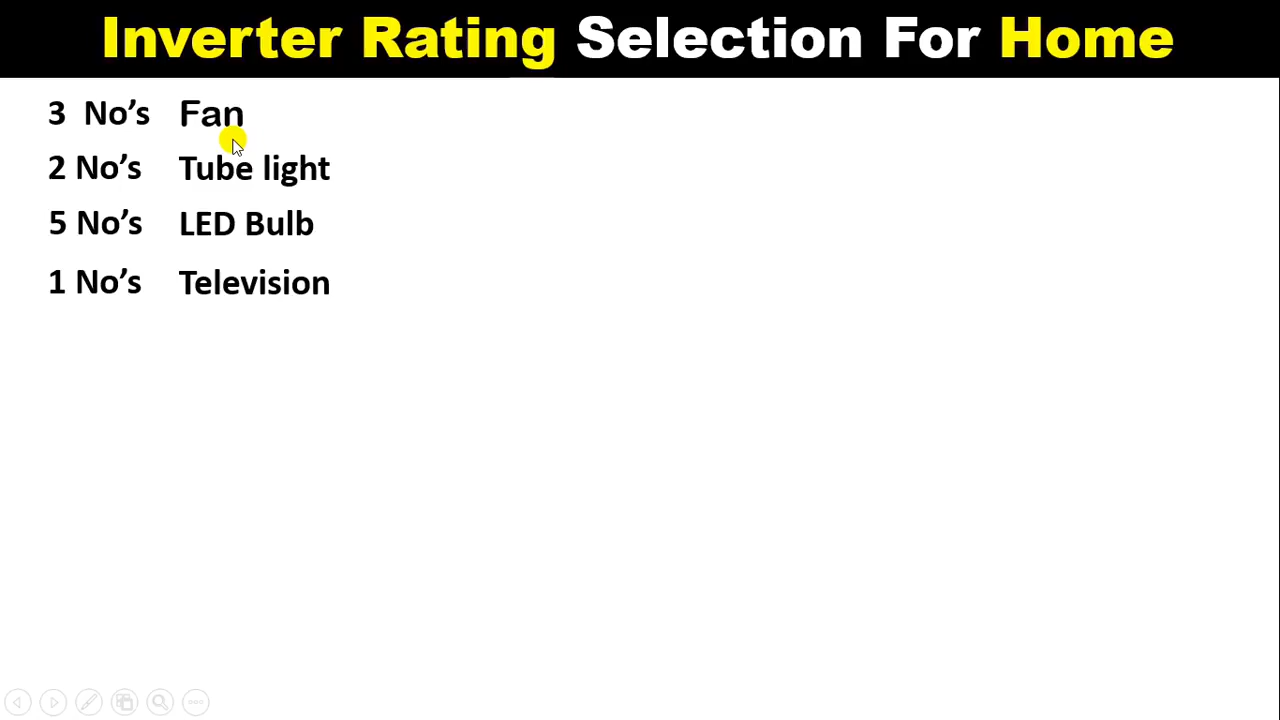 Inverter Rating Selection For Home
3 No’s Fan
2 No’s Tube light
5 No’s LED Bulb
1 No’s Television